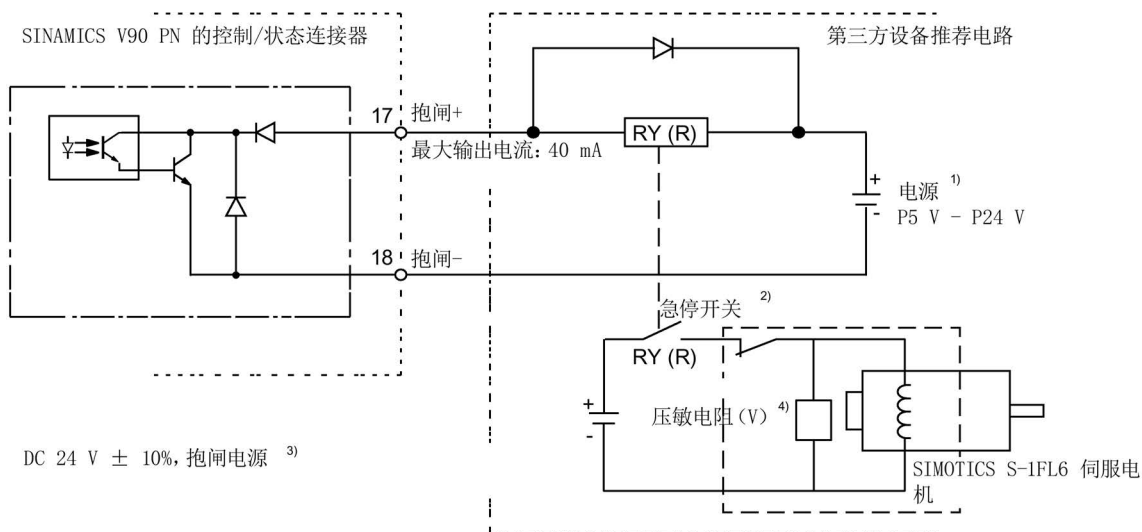 SINAMICS V90 PN 的控制/状态连接器
第三方设备推荐电路
17
抱闸+
RY (R)
最大输出电流: 40 mA
+
电源 1)
-
P5 V - P24 V
18
抱闸-
急停开关 2)
RY (R)
+
压敏电阻(V) 4)
-
DC 24 V ± 10%, 抱闸电源 3)
SIMOTICS S-1FL6 伺服电
机